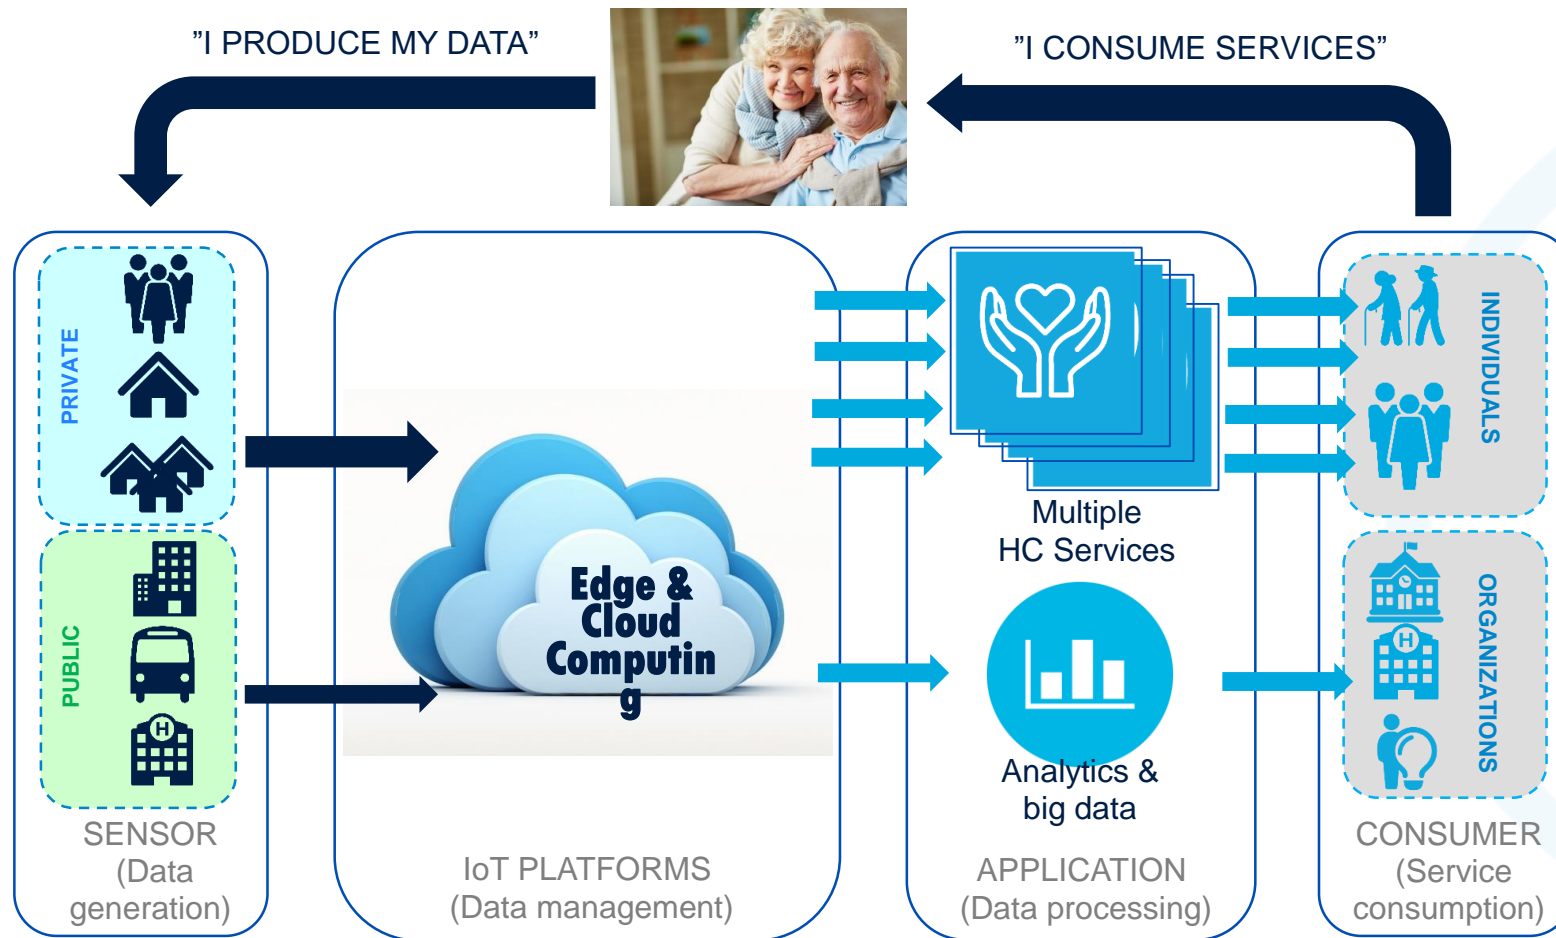 ”I PRODUCE MY DATA”
”I CONSUME SERVICES”
PRIVATE
PUBLIC
SENSOR
(Data
generation)
Edge &
Cloud
Computin
g
IoT PLATFORMS
(Data management)
Multiple
HC Services
Analytics &
big data
APPLICATION
(Data processing)
INDIVIDUALS
H
ORGANIZATIONS
H
CONSUMER
(Service
consumption)